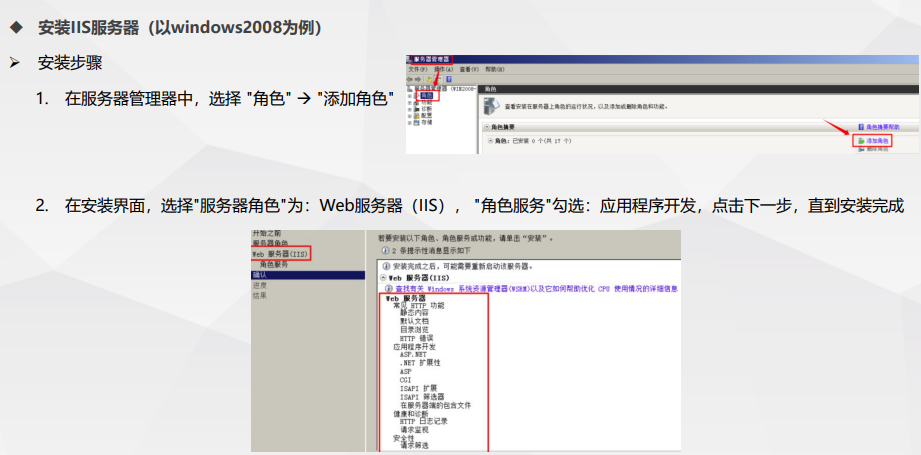 安装IIS服务器（以windows2008为例）
安装步骤
1. 在服务器管理器中，选择 "角色" → "添加角色"
服务器管理器
文件(F) 操作(A) 查看(V) 帮助(H)
服务器管理器 (WIN2008-
角色
功能
诊断
配置
存储
角色
查看安装在服务器上角色的运行状况，以及添加或删除角色和功能。
角色摘要
角色摘要帮助
角色: 已安装 0 个(共 17 个)
添加角色
删除角色
2. 在安装界面，选择"服务器角色"为：Web服务器（IIS），"角色服务"勾选：应用程序开发，点击下一步，直到安装完成
开始之前
服务器角色
Web 服务器(IIS)
角色服务
确认
进度
结果
若要安装以下角色、角色服务或功能，请单击“安装”。
2 条提示性消息显示如下
安装完成之后，可能需要重新启动该服务器。
Web 服务器(IIS)
查找有关 Windows 系统资源管理器(WSRM)以及它如何帮助优化 CPU 使用情况的详细信息
Web 服务器
常见 HTTP 功能
静态内容
默认文档
目录浏览
HTTP 错误
应用程序开发
ASP.NET
.NET 扩展性
ASP
CGI
ISAPI 扩展
ISAPI 筛选器
在服务器端的包含文件
健康和诊断
HTTP 日志记录
请求监视
安全性
请求筛选